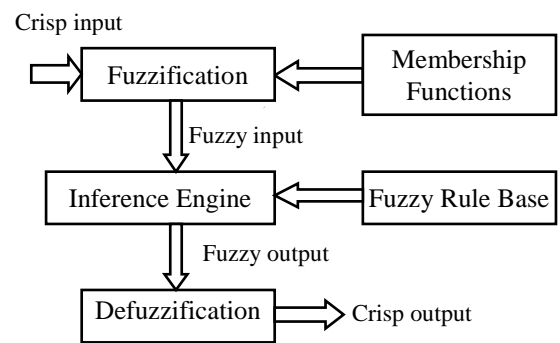 Crisp input
Fuzzification
Membership
Functions
Fuzzy input
Inference Engine
Fuzzy Rule Base
Fuzzy output
Defuzzification
Crisp output